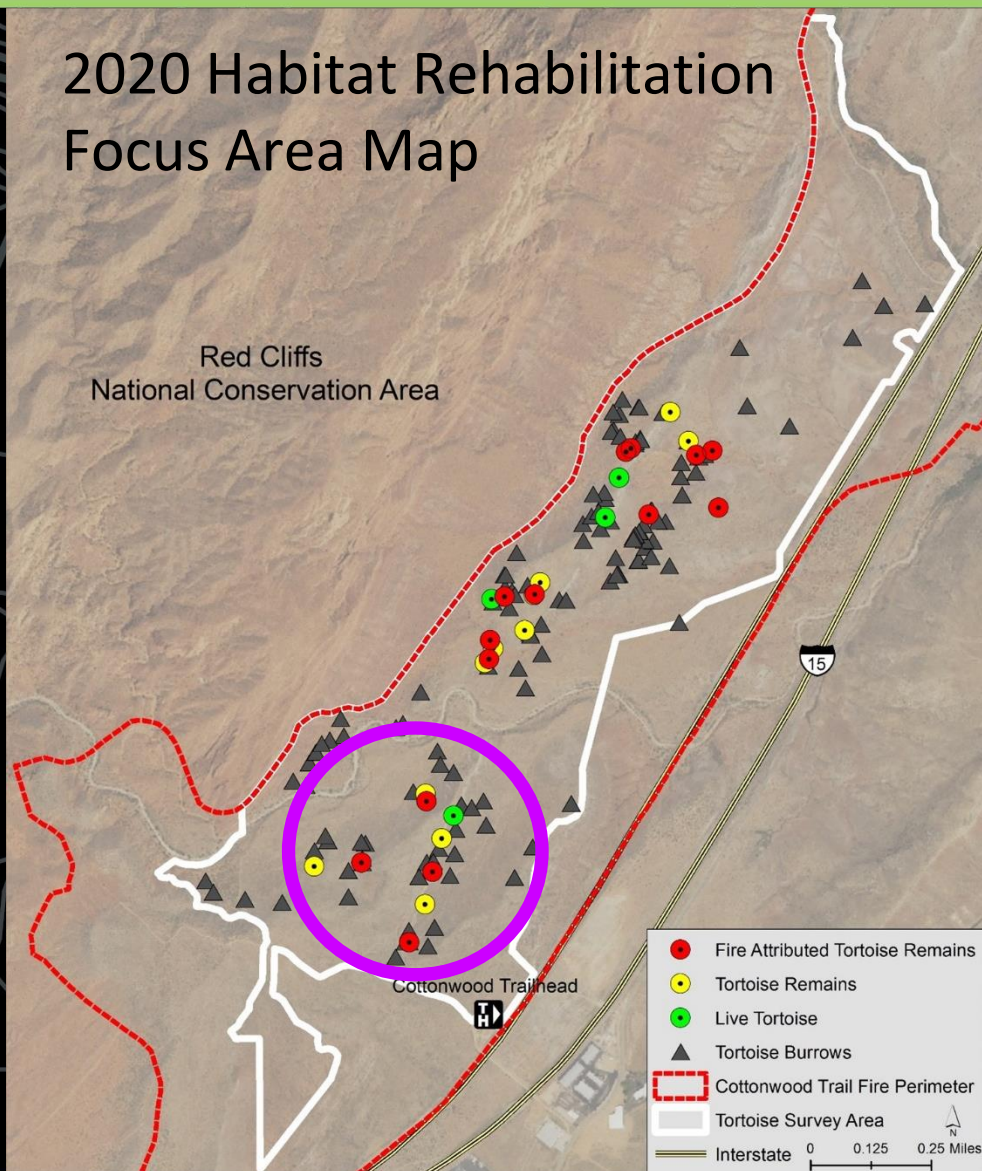 2020 Habitat Rehabilitation
Focus Area Map
Red Cliffs
National Conservation Area
15
Cottonwood Trailhead
TH
Fire Attributed Tortoise Remains
Tortoise Remains
Live Tortoise
Tortoise Burrows
Cottonwood Trail Fire Perimeter
Tortoise Survey Area
N
Interstate
0 0.125 0.25 Miles